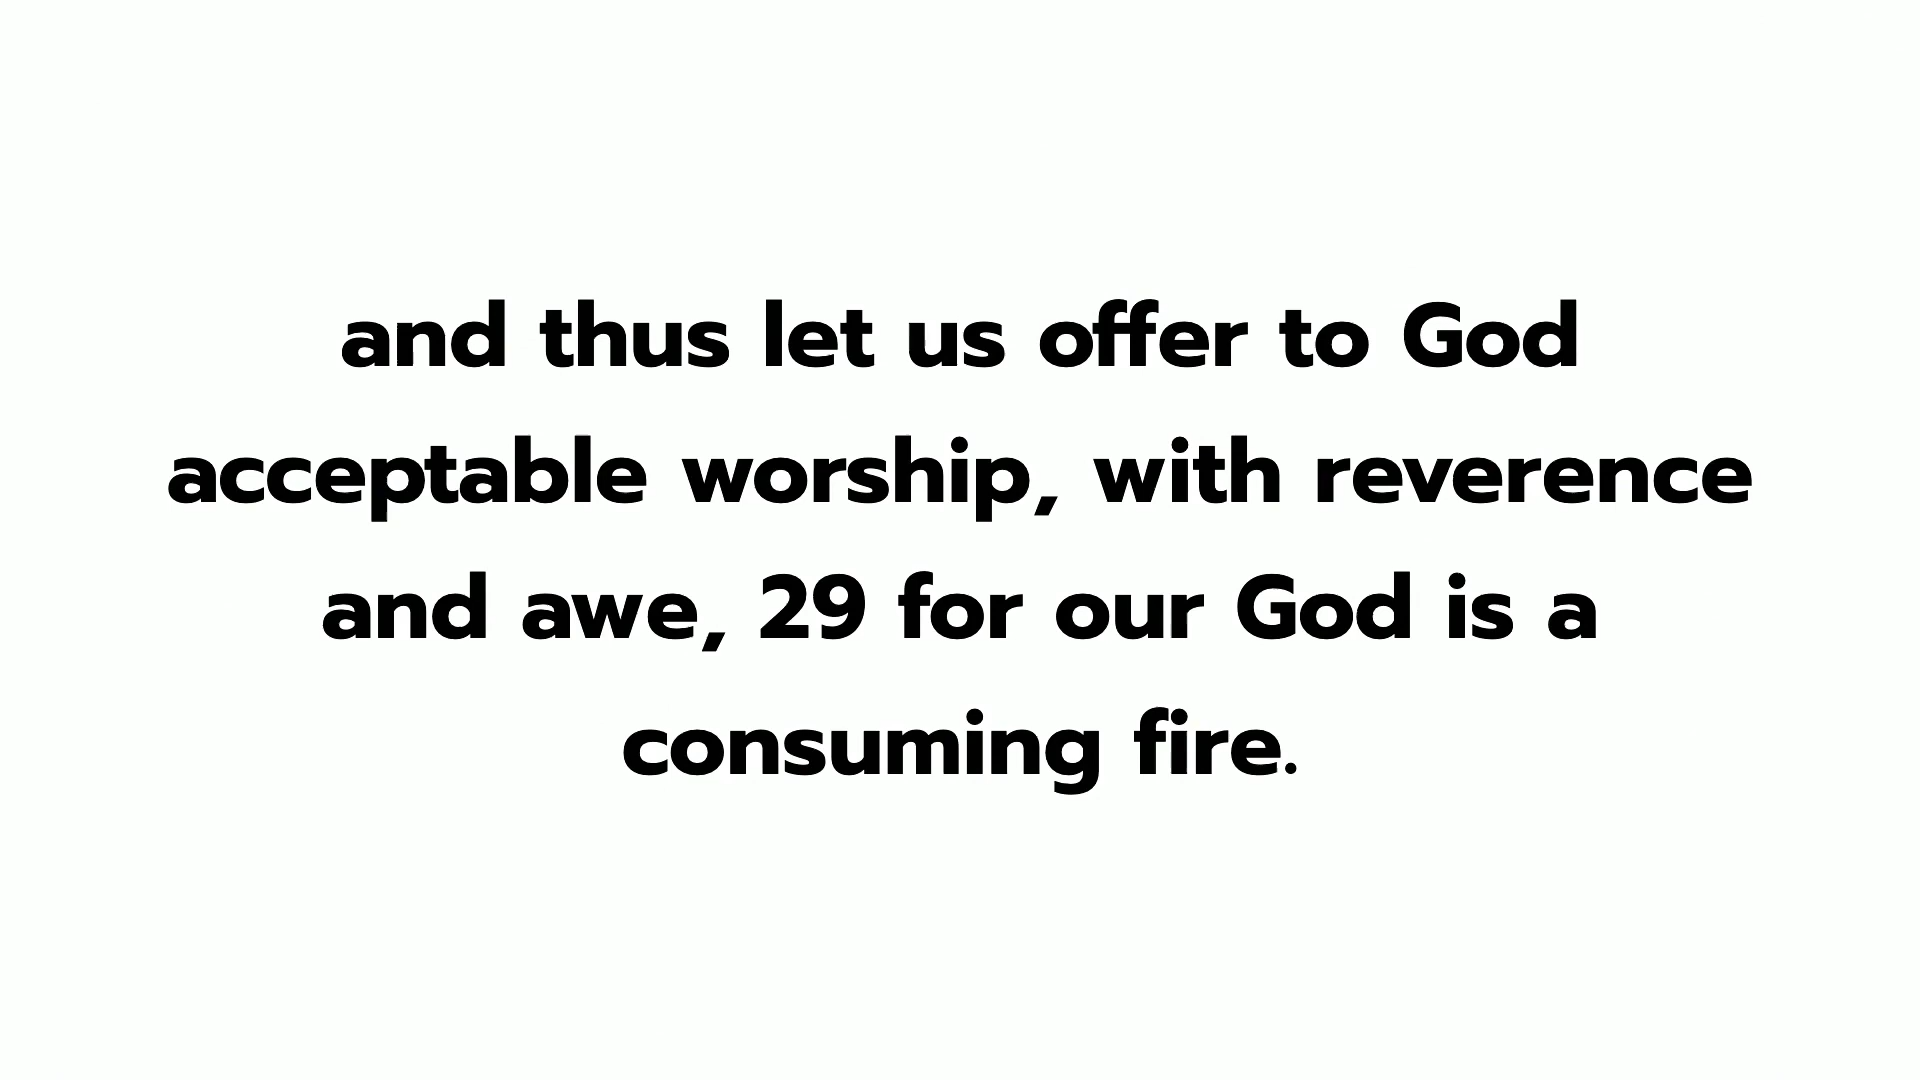 and thus let us offer to God
acceptable worship, with reverence
and awe, 29 for our God is a
consuming fire.